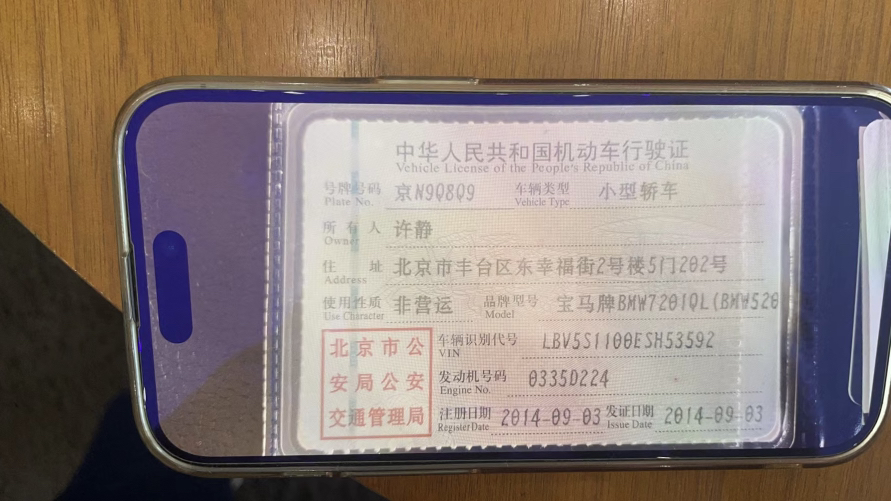 中华人民共和国机动车行驶证
Vehicle License of the People's Republic of China
号牌号码 京N9Q8Q9 车辆类型 小型轿车
Plate No. Vehicle Type
所有人 许静
Owner
住址 北京市丰台区东幸福街2号楼5门202号
Address
使用性质 非营运 品牌型号 宝马牌BMW7201QL(BMW520
Use Character Model
北京市公安局公安交通管理局
车辆识别代号 LBV5S1100ESH53592
VIN
发动机号码 0335D224
Engine No.
注册日期 2014-09-03 发证日期 2014-09-03
Register Date Issue Date